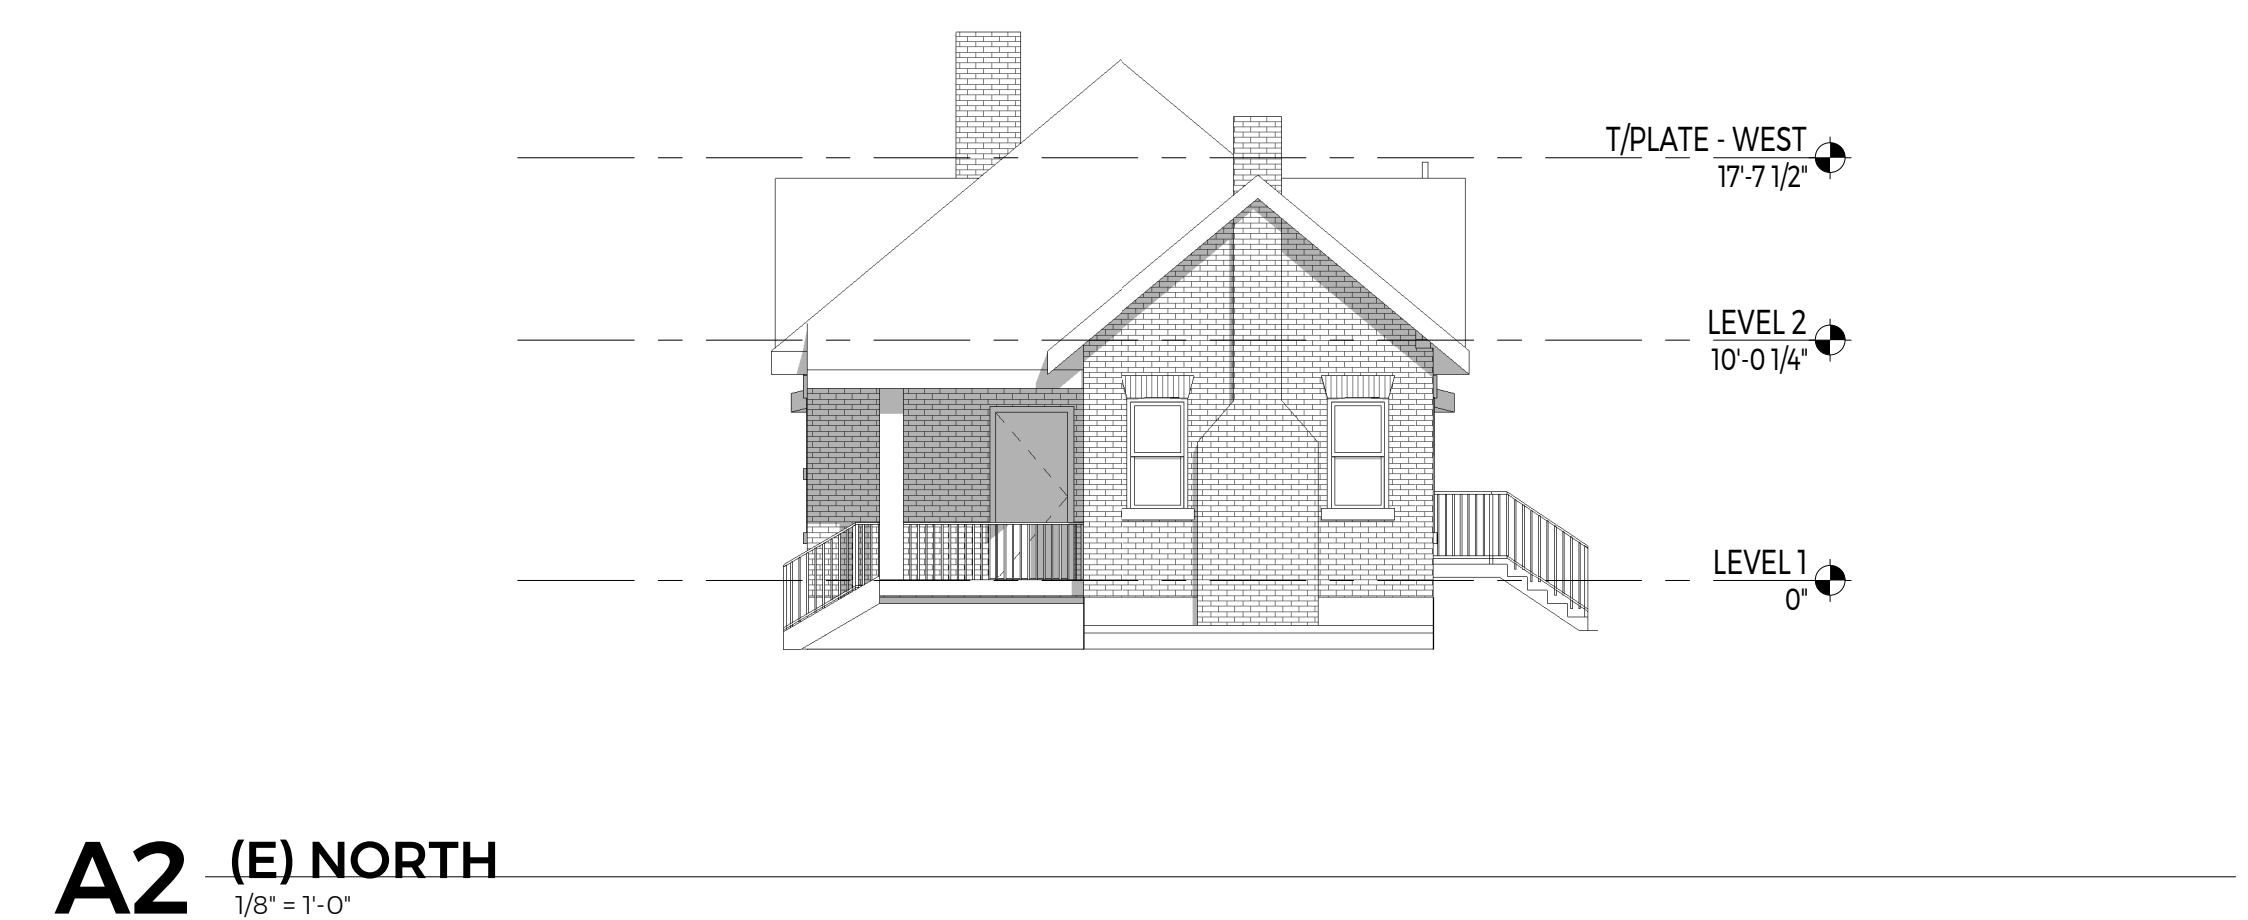 T/PLATE - WEST
17'-7 1/2"
LEVEL 2
10'-0 1/4"
LEVEL 1
0"
A2 (E) NORTH
1/8" = 1'-0"